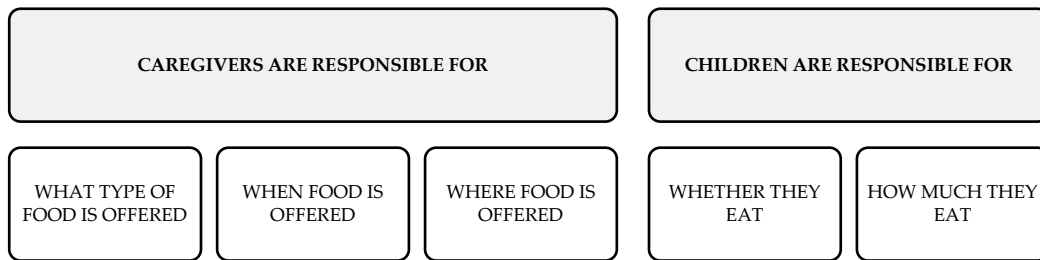 CAREGIVERS ARE RESPONSIBLE FOR
CHILDREN ARE RESPONSIBLE FOR
WHAT TYPE OF
FOOD IS OFFERED
WHEN FOOD IS
OFFERED
WHERE FOOD IS
OFFERED
WHETHER THEY
EAT
HOW MUCH THEY
EAT